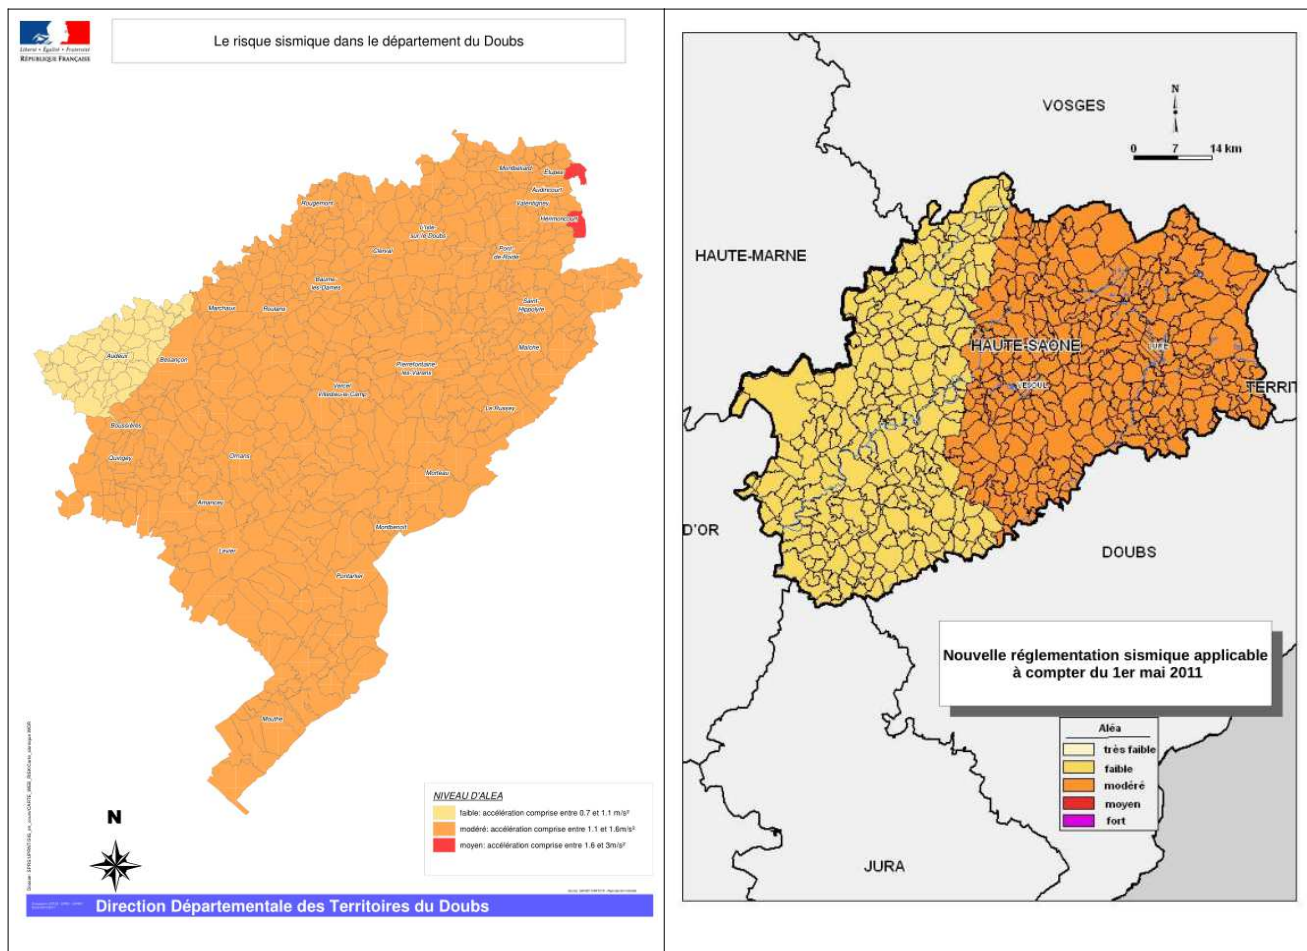 Liberté • Égalité • Fraternité
RÉPUBLIQUE FRANÇAISE
Le risque sismique dans le département du Doubs
Montbéliard
Etupes
Audincourt
Valentigney
Hérimoncourt
Rougemont
L'Isle-
sur-le-Doubs
Clerval
Pont-
de-Roide
Baume-
les-Dames
Marchaux
Roulans
Saint-
Hippolyte
Maîche
Audeux
Besançon
Pierrefontaine-
les-Varans
Vercel-
Villedieu-le-Camp
Le Russey
Boussières
Quingey
Ornans
Morteau
Amancey
Montbenoît
Levier
Pontarlier
Mouthe
NIVEAU D'ALEA
faible: accélération comprise entre 0.7 et 1.1 m/s²
modéré: accélération comprise entre 1.1 et 1.6m/s²
moyen: accélération comprise entre 1.6 et 3m/s²
N
Direction Départementale des Territoires du Doubs
VOSGES
N
0 7 14 km
HAUTE-MARNE
HAUTE-SAÔNE
LURE
VESOUL
TERRIT
D'OR
DOUBS
Nouvelle réglementation sismique applicable
à compter du 1er mai 2011
Aléa
très faible
faible
modéré
moyen
fort
JURA